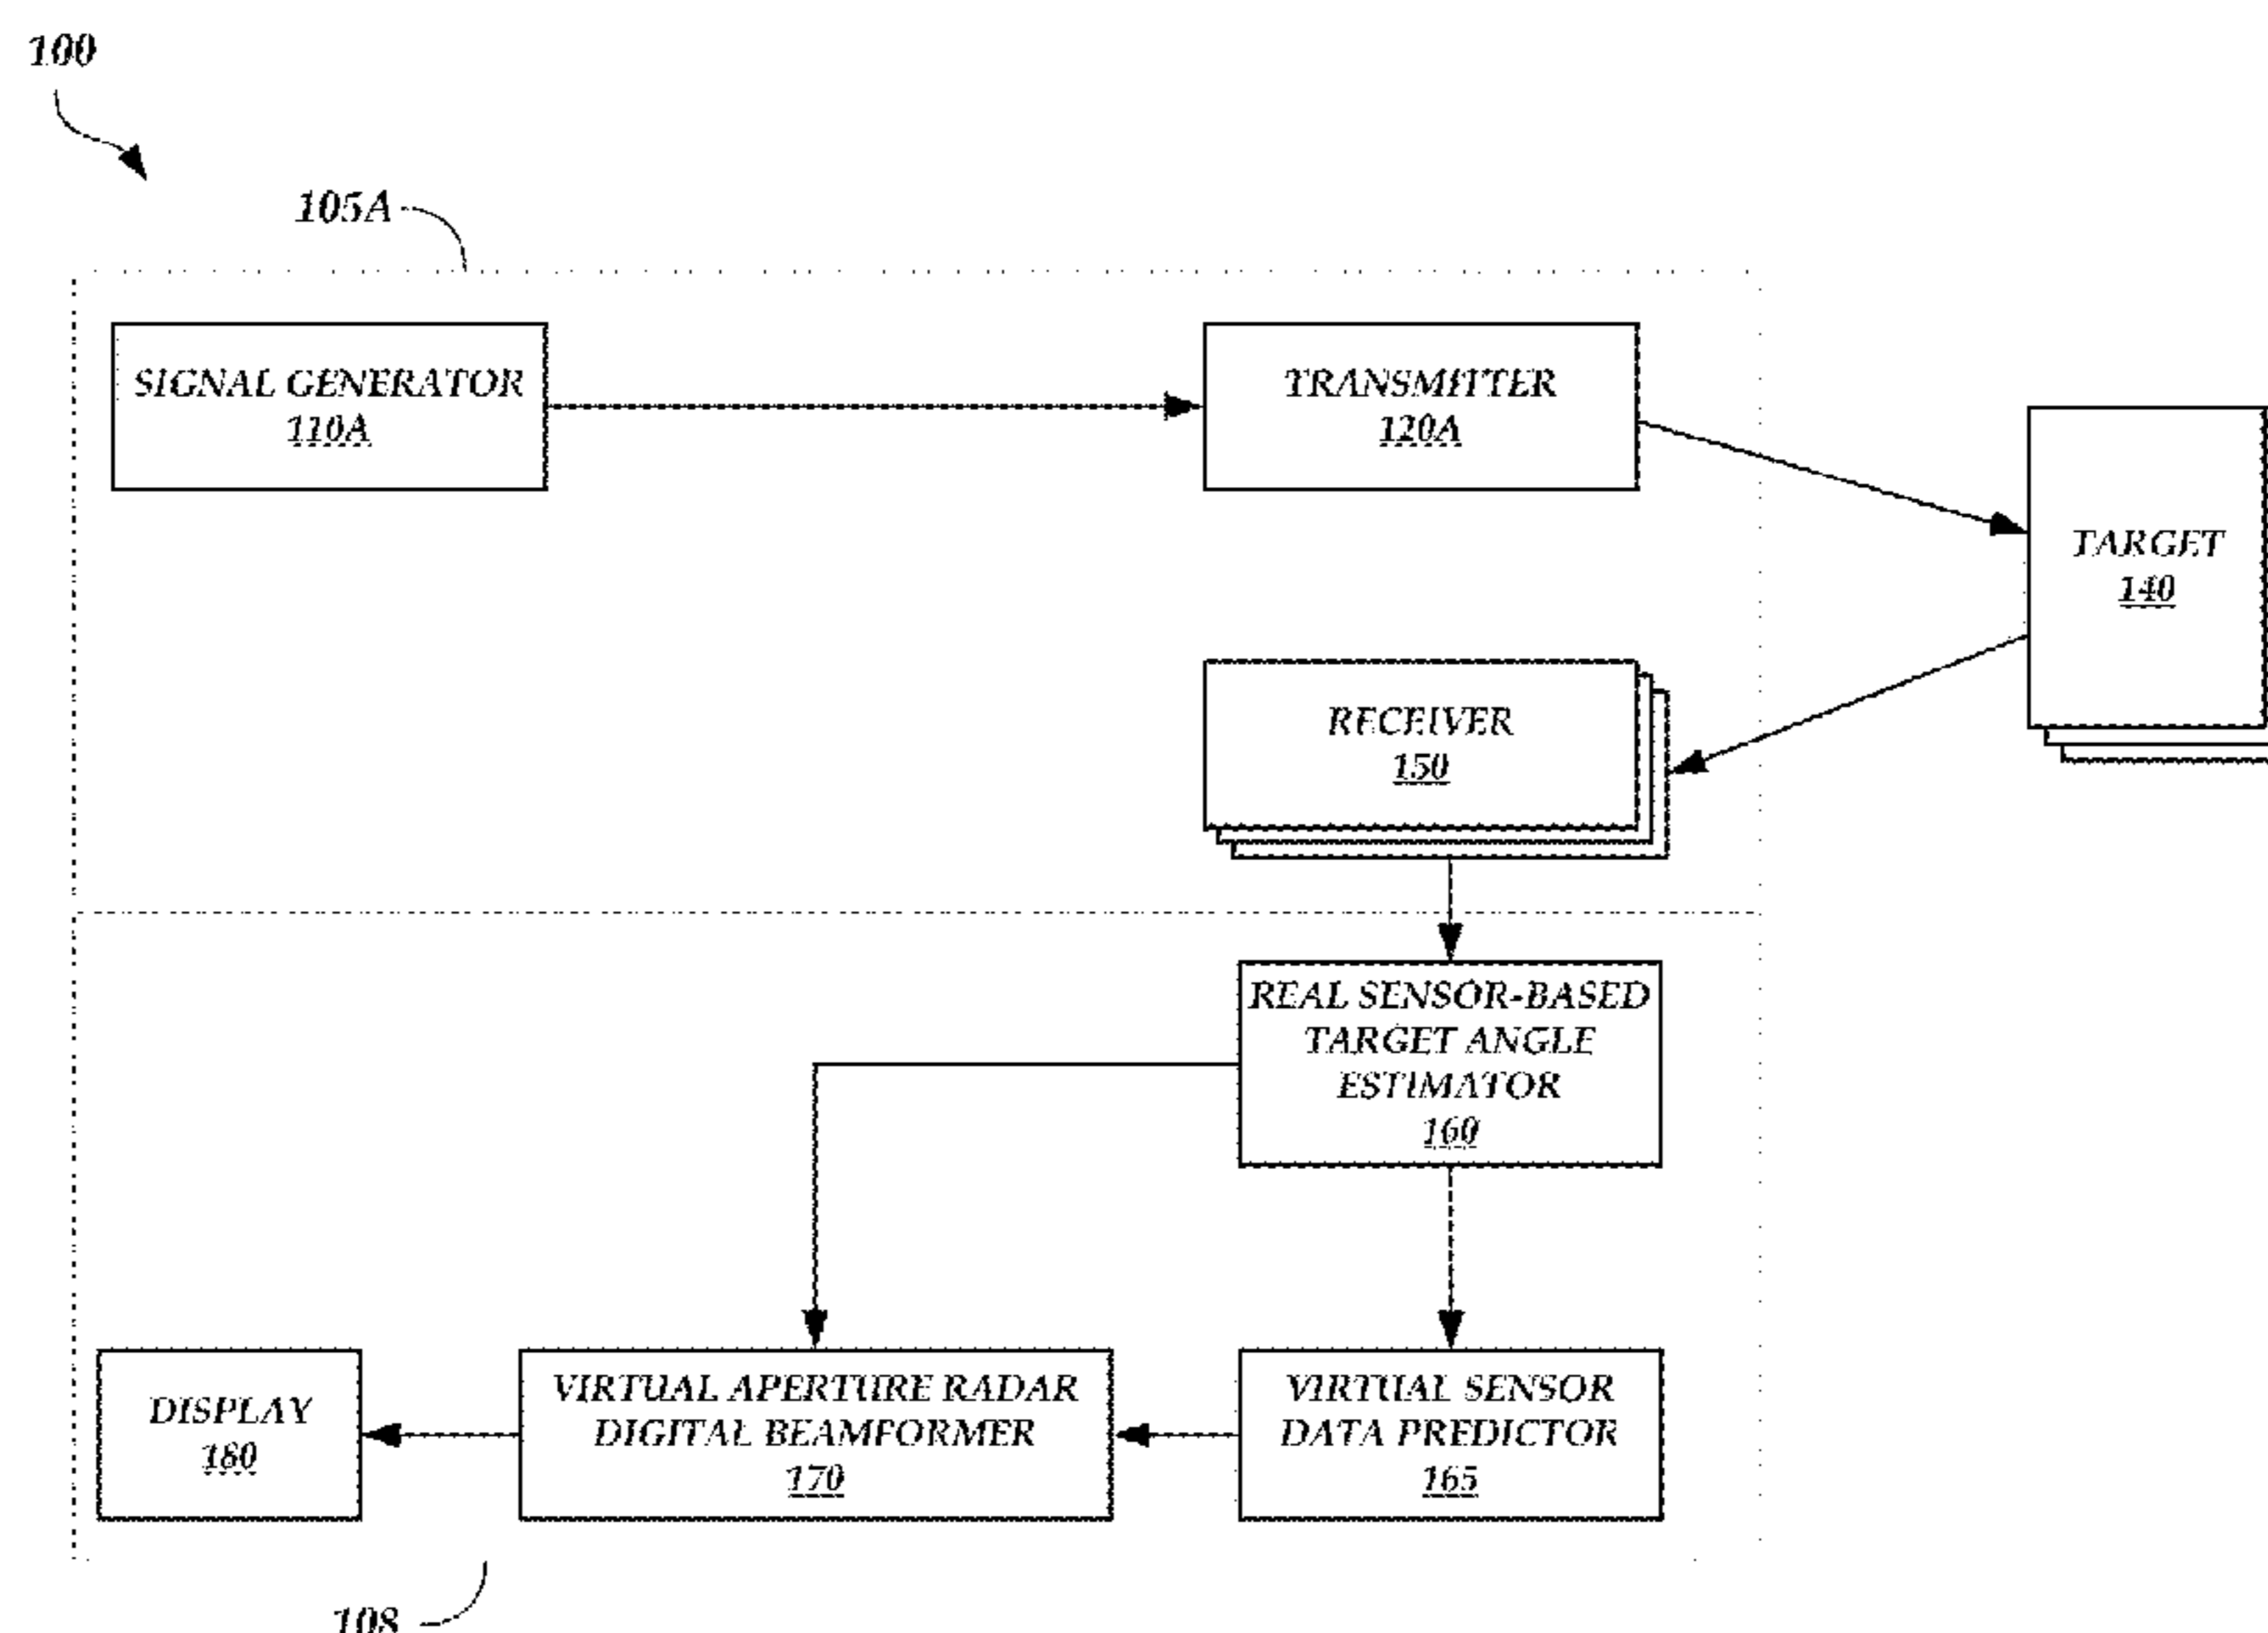 100
105A
SIGNAL GENERATOR
110A
TRANSMITTER
120A
TARGET
140
RECEIVER
150
REAL SENSOR-BASED
TARGET ANGLE
ESTIMATOR
160
DISPLAY
180
VIRTUAL APERTURE RADAR
DIGITAL BEAMFORMER
170
VIRTUAL SENSOR
DATA PREDICTOR
165
108